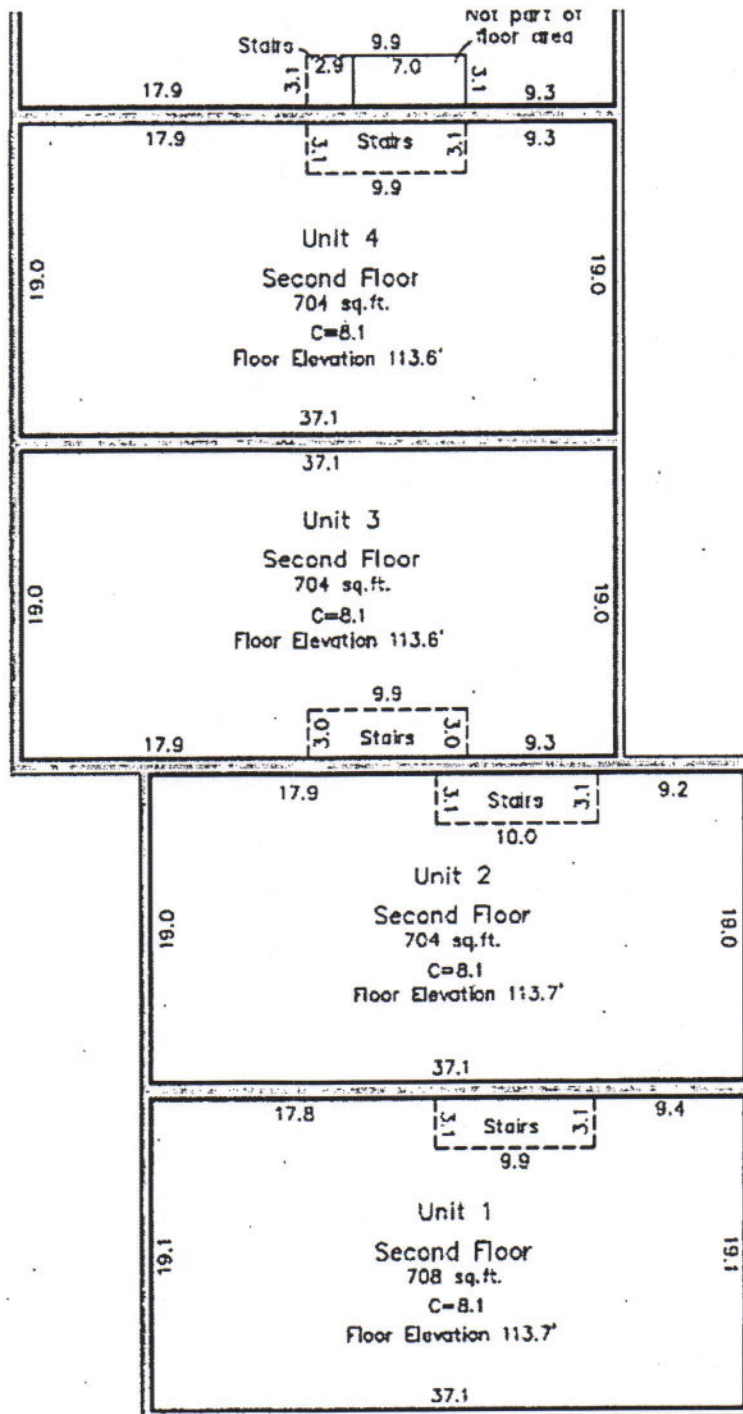 Not part of
Stairs 9.9 floor area
3.1 2.9 7.0 3.1
17.9 9.3
17.9 3.1 Stairs 3.1 9.3
9.9
Unit 4
19.0 Second Floor 19.0
704 sq.ft.
C=8.1
Floor Elevation 113.6'
37.1
37.1
Unit 3
19.0 Second Floor 19.0
704 sq.ft.
C=8.1
Floor Elevation 113.6'
9.9
17.9 3.0 Stairs 3.0 9.3
17.9 3.1 Stairs 3.1 9.2
10.0
Unit 2
19.0 Second Floor 19.0
704 sq.ft.
C=8.1
Floor Elevation 113.7'
37.1
17.8 3.1 Stairs 3.1 9.4
9.9
Unit 1
19.1 Second Floor 19.1
708 sq.ft.
C=8.1
Floor Elevation 113.7'
37.1